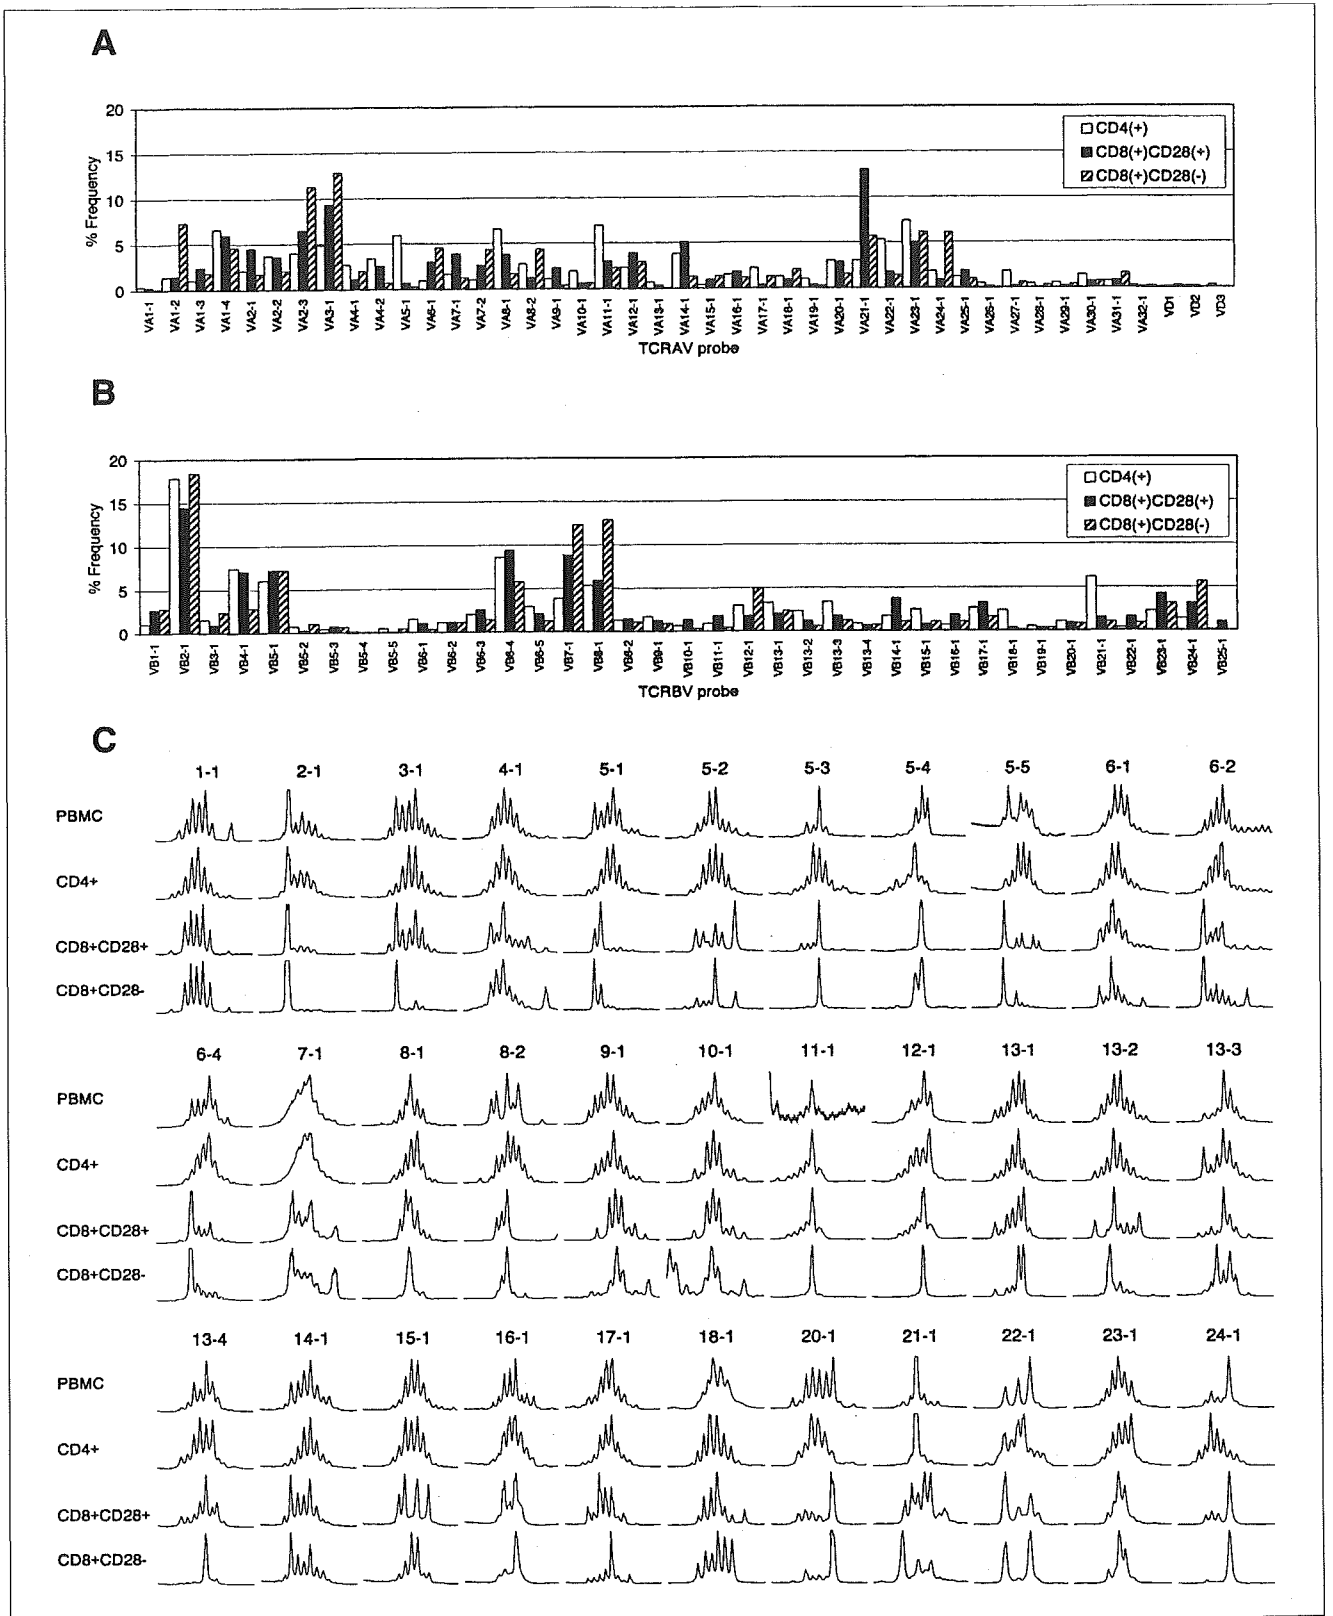 A
20
15
10
5
0
% Frequency
CD4(+)
CD8(+)CD28(+)
CD8(+)CD28(-)
VA1-1 VA1-2 VA1-3 VA1-4 VA2-1 VA2-2 VA2-3 VA3-1 VA4-1 VA4-2 VA5-1 VA6-1 VA7-1 VA7-2 VA8-1 VA8-2 VA9-1 VA10-1 VA11-1 VA12-1 VA13-1 VA14-1 VA15-1 VA16-1 VA17-1 VA18-1 VA19-1 VA20-1 VA21-1 VA22-1 VA23-1 VA24-1 VA25-1 VA26-1 VA27-1 VA28-1 VA29-1 VA30-1 VA31-1 VA32-1 VD1 VD2 VD3
TCRAV probe
B
20
15
10
5
0
% Frequency
CD4(+)
CD8(+)CD28(+)
CD8(+)CD28(-)
VB1-1 VB2-1 VB3-1 VB4-1 VB5-1 VB5-2 VB5-3 VB5-4 VB5-5 VB6-1 VB6-2 VB6-3 VB6-4 VB6-5 VB7-1 VB8-1 VB8-2 VB9-1 VB10-1 VB11-1 VB12-1 VB13-1 VB13-2 VB13-3 VB13-4 VB14-1 VB15-1 VB16-1 VB17-1 VB18-1 VB19-1 VB20-1 VB21-1 VB22-1 VB23-1 VB24-1 VB25-1
TCRBV probe
C
1-1 2-1 3-1 4-1 5-1 5-2 5-3 5-4 5-5 6-1 6-2
PBMC
CD4+
CD8+CD28+
CD8+CD28-
6-4 7-1 8-1 8-2 9-1 10-1 11-1 12-1 13-1 13-2 13-3
PBMC
CD4+
CD8+CD28+
CD8+CD28-
13-4 14-1 15-1 16-1 17-1 18-1 20-1 21-1 22-1 23-1 24-1
PBMC
CD4+
CD8+CD28+
CD8+CD28-